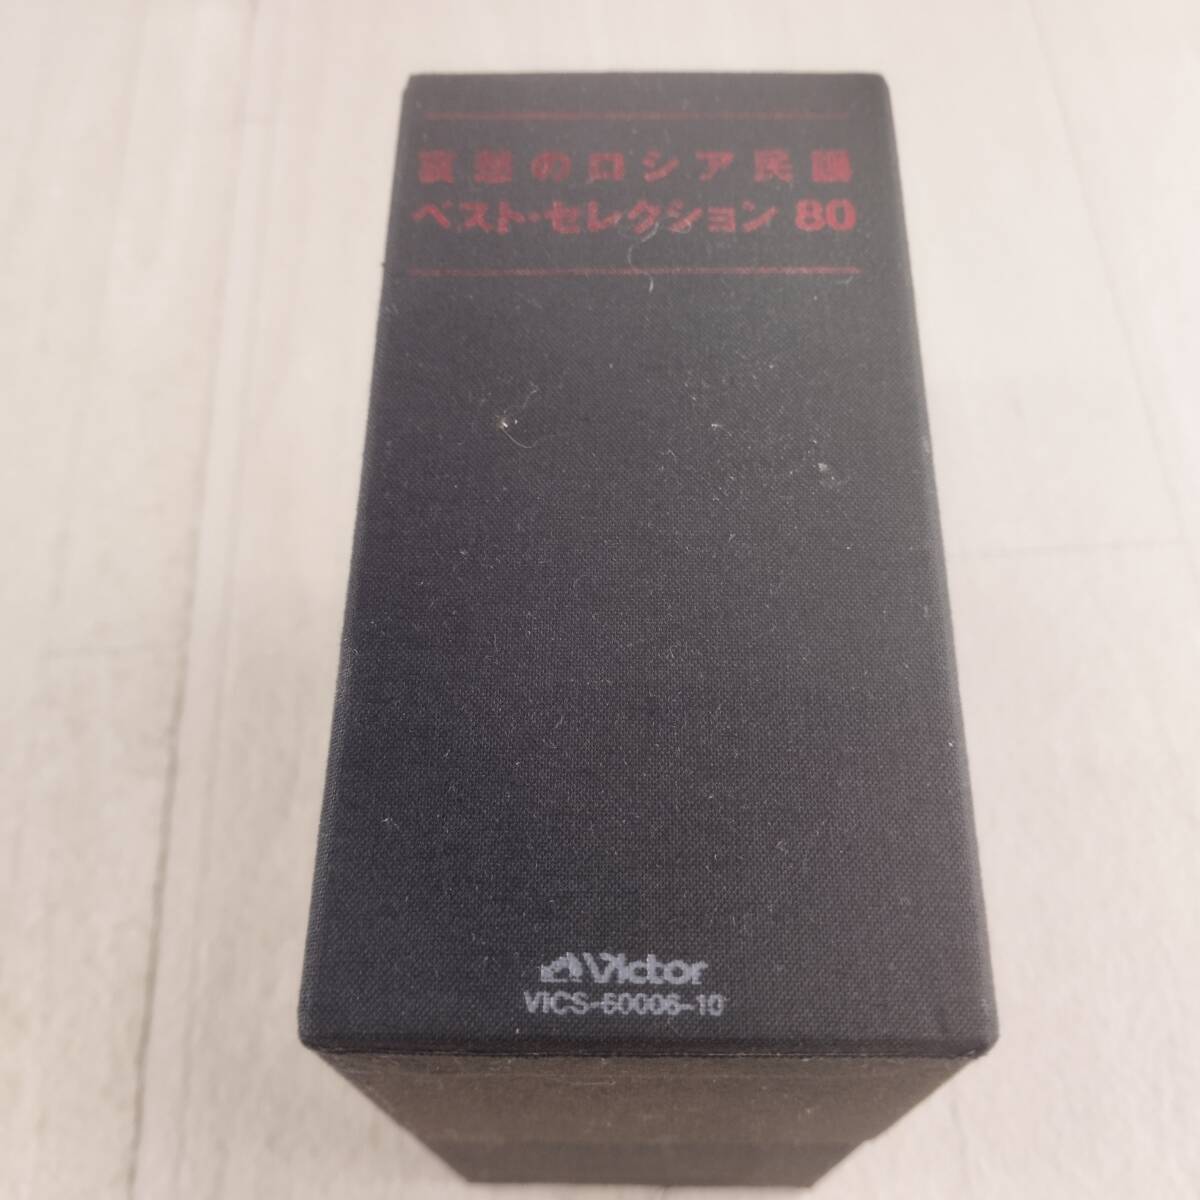 哀愁のロシア民謡
ベスト・セレクション 80
Victor
VICS-60006-10